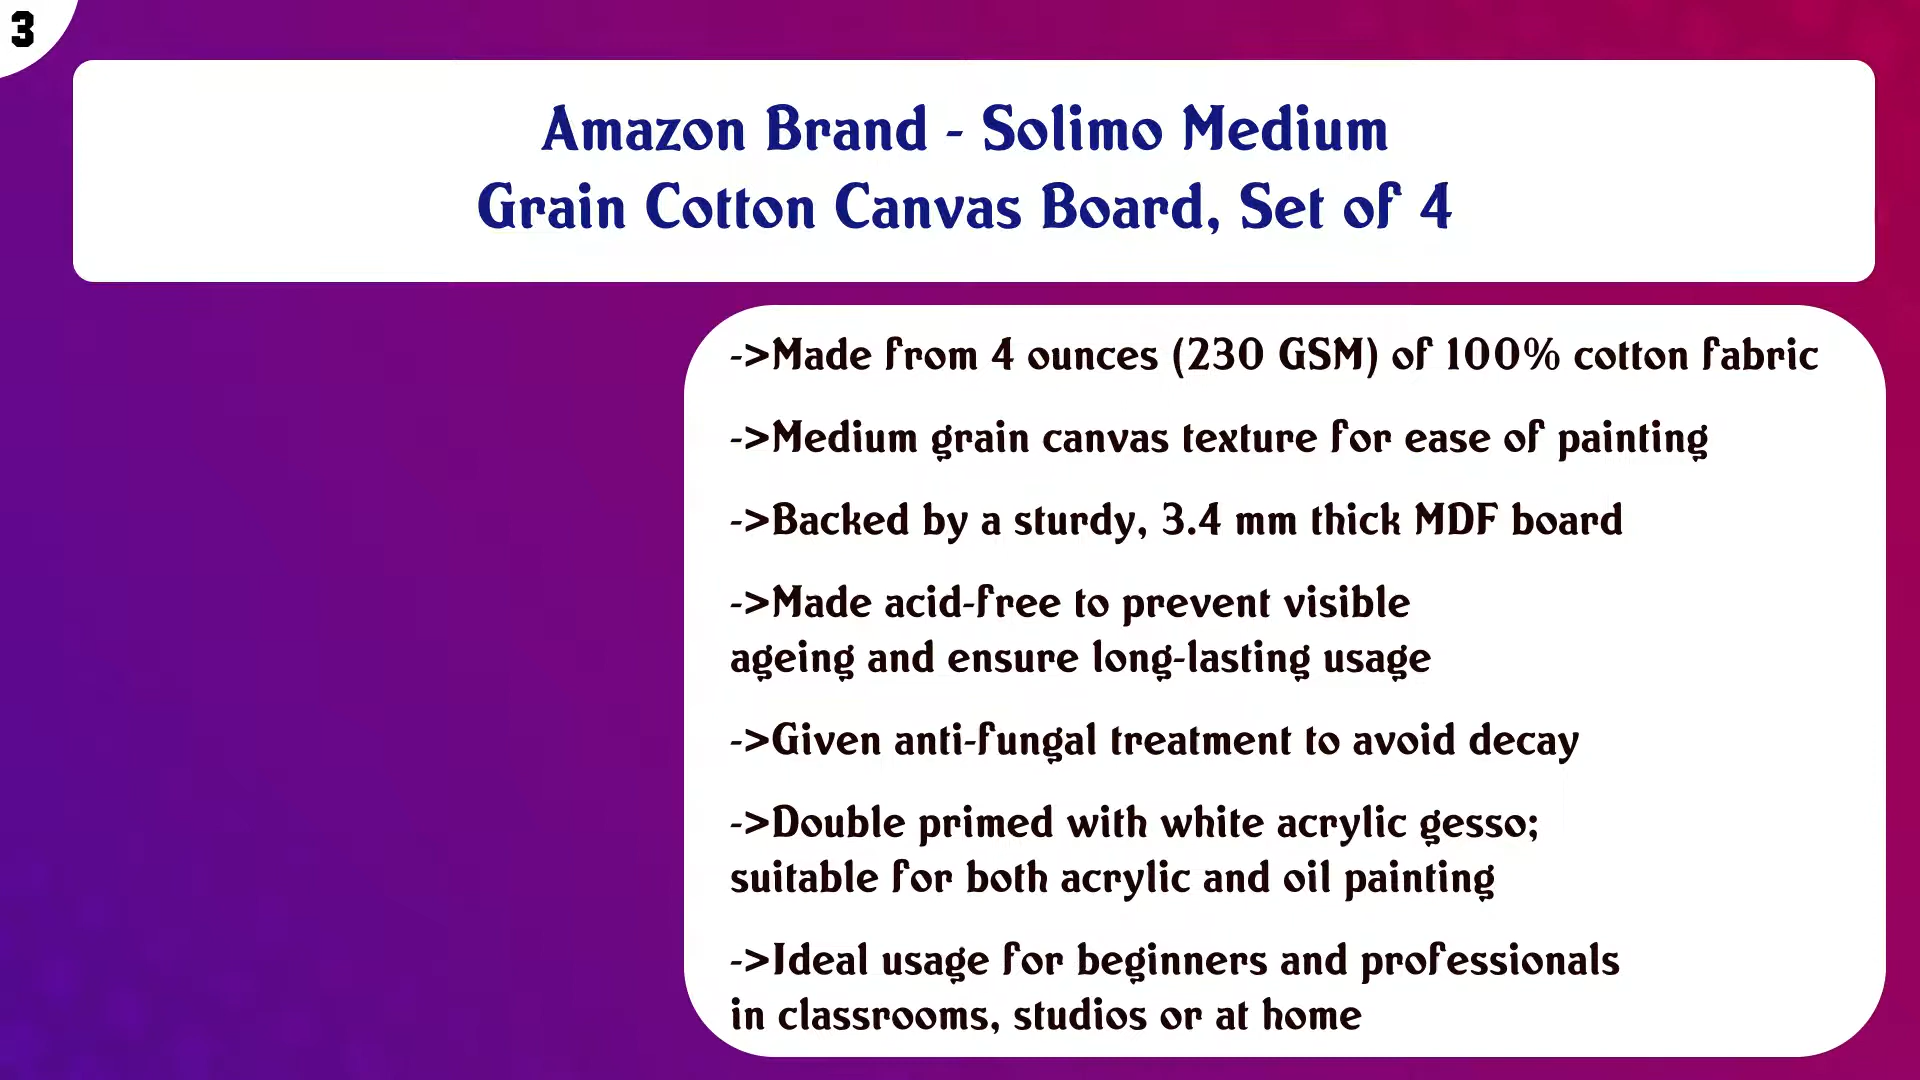 3
Amazon Brand - Solimo Medium
Grain Cotton Canvas Board, Set of 4
->Made from 4 ounces (230 GSM) of 100% cotton fabric
->Medium grain canvas texture for ease of painting
->Backed by a sturdy, 3.4 mm thick MDF board
->Made acid-free to prevent visible
ageing and ensure long-lasting usage
->Given anti-fungal treatment to avoid decay
->Double primed with white acrylic gesso;
suitable for both acrylic and oil painting
->Ideal usage for beginners and professionals
in classrooms, studios or at home